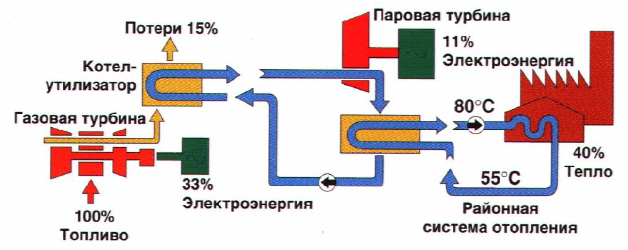 Потери 15%
Котел-
утилизатор
Газовая турбина
33%
Электроэнергия
100%
Топливо
Паровая турбина
11%
Электроэнергия
80°C
55°C
40%
Тепло
Районная
система отопления